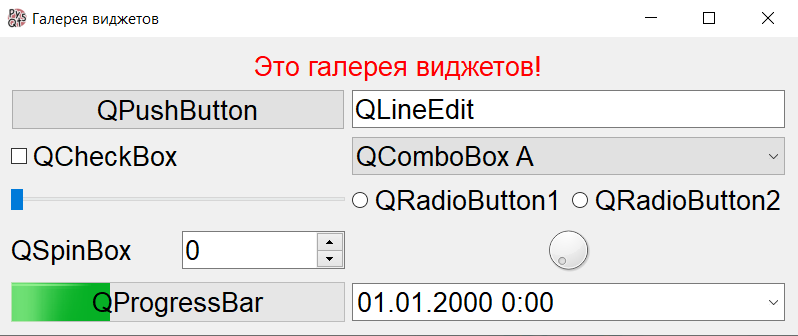 Галерея виджетов
Это галерея виджетов!
QPushButton
QLineEdit
QCheckBox
QComboBox A
QRadioButton1
QRadioButton2
QSpinBox
0
QProgressBar
01.01.2000 0:00